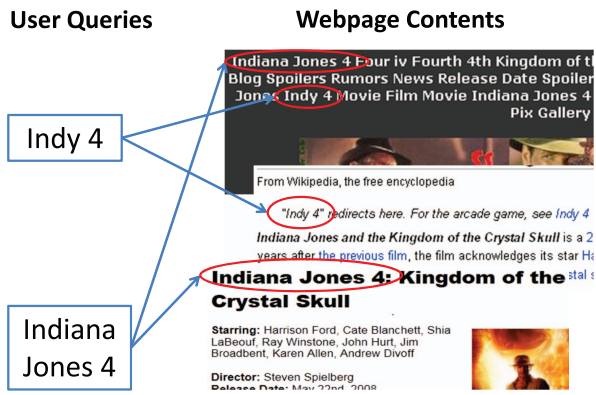 User Queries
Webpage Contents
Indiana Jones 4 Four iv Fourth 4th Kingdom of t
Blog Spoilers Rumors News Release Date Spoiler
Jones Indy 4 Movie Film Movie Indiana Jones 4
Pix Gallery
Indy 4
From Wikipedia, the free encyclopedia
"Indy 4" redirects here. For the arcade game, see Indy 4
Indiana Jones and the Kingdom of the Crystal Skull is a 2
years after the previous film, the film acknowledges its star Ha
stal s
Indiana Jones 4: Kingdom of the
Crystal Skull
Indiana
Jones 4
Starring: Harrison Ford, Cate Blanchett, Shia
LaBeouf, Ray Winstone, John Hurt, Jim
Broadbent, Karen Allen, Andrew Divoff
Director: Steven Spielberg
Release Date: May 22nd, 2008